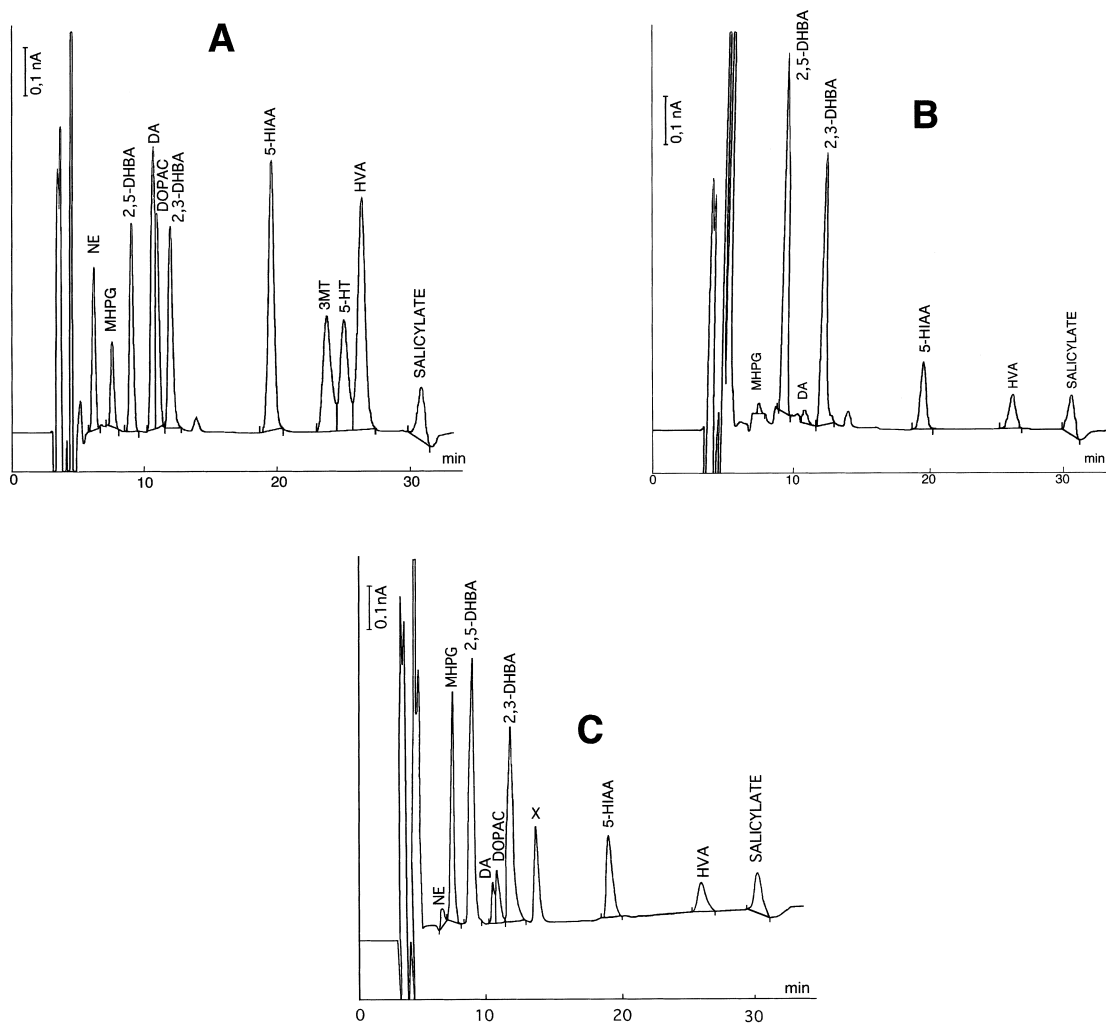 A
0,1 nA
NE
MHPG
2,5-DHBA
DA
DOPAC
2,3-DHBA
5-HIAA
3MT
5-HT
HVA
SALICYLATE
min
0
10
20
30
B
0,1 nA
MHPG
2,5-DHBA
DA
2,3-DHBA
5-HIAA
HVA
SALICYLATE
min
0
10
20
30
C
0.1nA
NE
MHPG
2,5-DHBA
DA
DOPAC
2,3-DHBA
X
5-HIAA
HVA
SALICYLATE
min
0
10
20
30